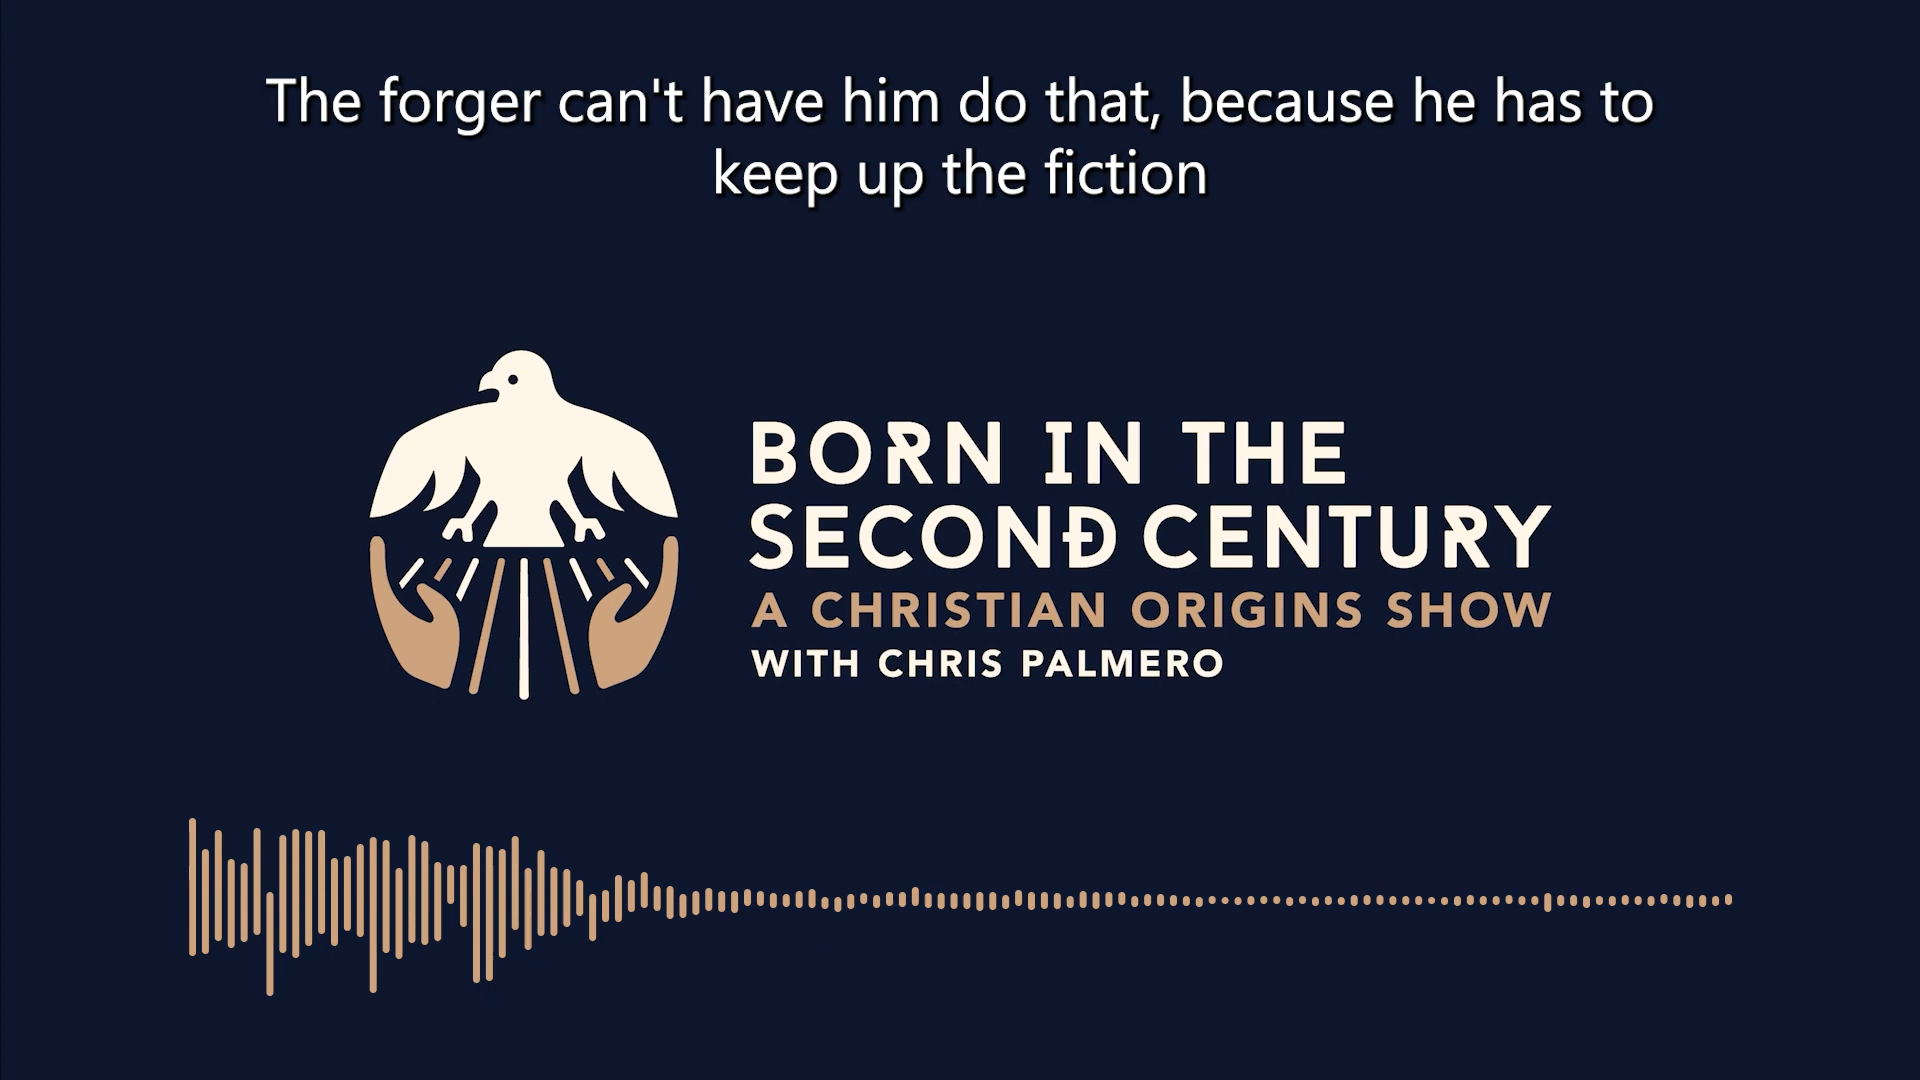 The forger can't have him do that, because he has to
keep up the fiction
BORN IN THE
SECOND CENTURY
A CHRISTIAN ORIGINS SHOW
WITH CHRIS PALMERO